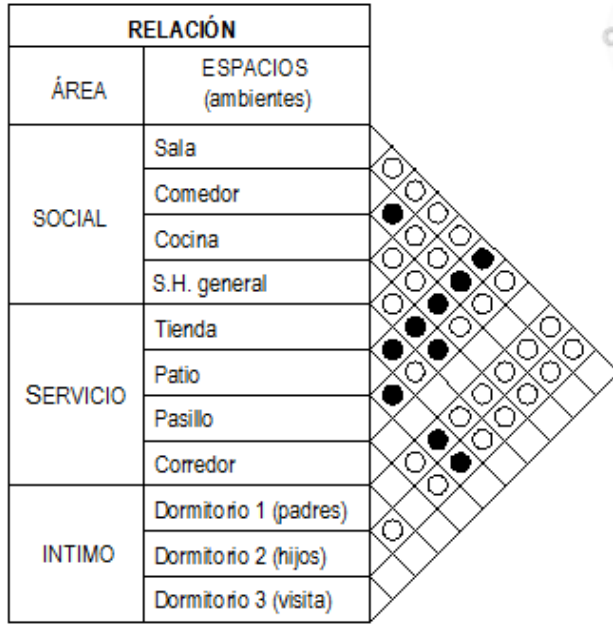 RELACIÓN
ÁREA
ESPACIOS
(ambientes)
SOCIAL
Sala
Comedor
Cocina
S.H. general
SERVICIO
Tienda
Patio
Pasillo
Corredor
INTIMO
Dormitorio 1 (padres)
Dormitorio 2 (hijos)
Dormitorio 3 (visita)